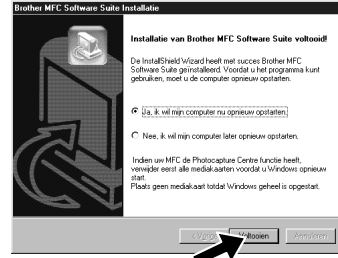 Brother MFC Software Suite Installatie
Installatie van Brother MFC Software Suite voltooid!
De InstallShield Wizard heeft met succes Brother MFC
Software Suite geïnstalleerd. Voordat u het programma kunt
gebruiken, moet u de computer opnieuw opstarten.
Ja, ik wil mijn computer nu opnieuw opstarten.
Nee, ik wil mijn computer later opnieuw opstarten.
Indien uw MFC de Photocapture Centre functie heeft,
verwijder eerst alle mediakaarten voordat u Windows opnieuw
start.
Plaats geen mediakaart totdat Windows geheel is opgestart.
Voltooien
Annuleren